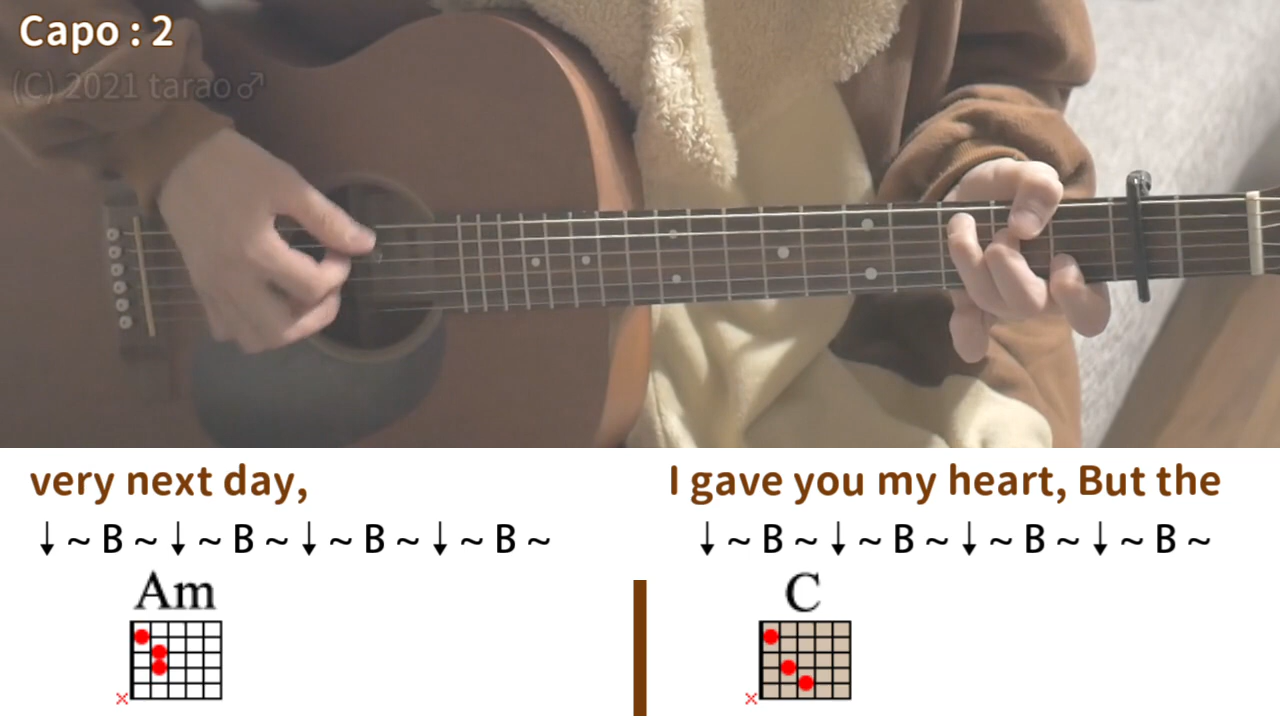 Capo : 2
(C) 2021 tarao♂
very next day,
I gave you my heart, But the
↓ ~ B ~ ↓ ~ B ~ ↓ ~ B ~ ↓ ~ B ~
↓ ~ B ~ ↓ ~ B ~ ↓ ~ B ~ ↓ ~ B ~
Am
C
×
×